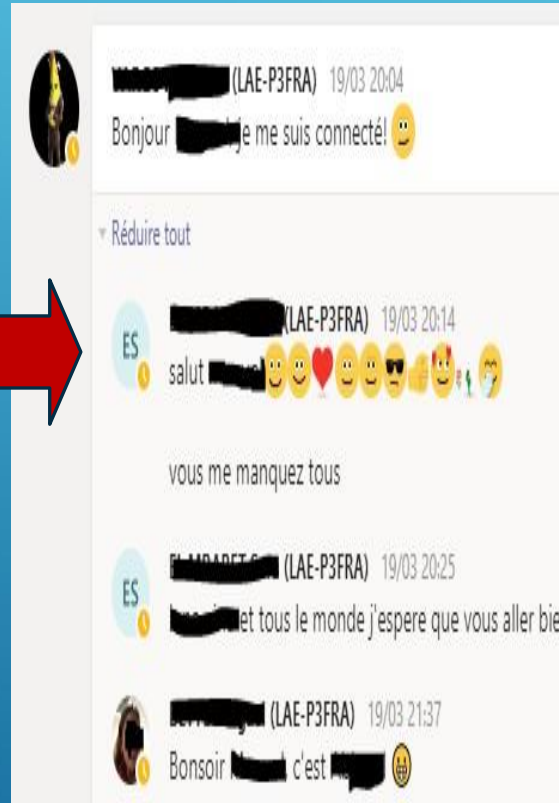 (LAE-P3FRA) 19/03 20:04
Bonjour je me suis connecté!
Réduire tout
ES
(LAE-P3FRA) 19/03 20:14
salut
vous me manquez tous
ES
(LAE-P3FRA) 19/03 20:25
et tous le monde j'espere que vous aller bie
(LAE-P3FRA) 19/03 21:37
Bonsoir c'est